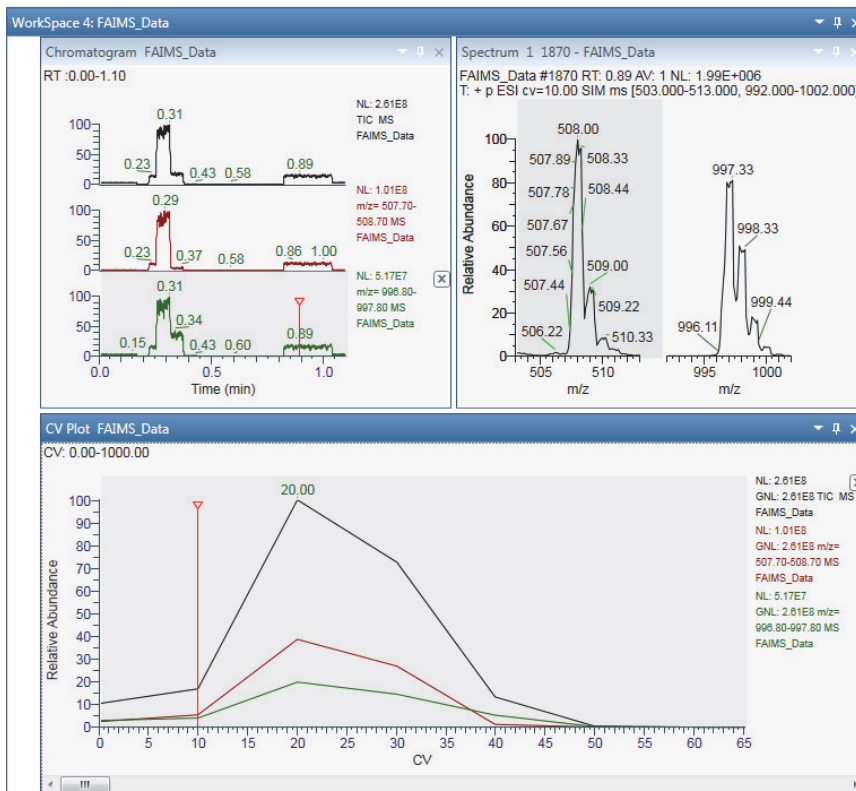 WorkSpace 4: FAIMS_Data
Chromatogram FAIMS_Data
RT :0.00-1.10
NL: 2.61E8
TIC MS
FAIMS_Data
100
50
0
0.23
0.31
0.43
0.58
0.89
NL: 1.01E8
m/z= 507.70-
508.70 MS
FAIMS_Data
100
50
0
0.23
0.29
0.37
0.58
0.86
1.00
NL: 5.17E7
m/z= 996.80-
997.80 MS
FAIMS_Data
100
50
0
0.15
0.31
0.34
0.43
0.60
0.89
0.0
0.5
1.0
Time (min)
Spectrum 1 1870 - FAIMS_Data
FAIMS_Data #1870 RT: 0.89 AV: 1 NL: 1.99E+006
T: + p ESI cv=10.00 SIM ms [503.000-513.000, 992.000-1002.000]
Relative Abundance
100
80
60
40
20
0
508.00
507.89
508.33
507.78
508.44
507.67
507.56
507.44
509.00
509.22
506.22
510.33
505
510
m/z
997.33
998.33
999.44
996.11
995
1000
m/z
CV Plot FAIMS_Data
CV: 0.00-1000.00
Relative Abundance
100
90
80
70
60
50
40
30
20
10
0
20.00
0
5
10
15
20
25
30
35
40
45
50
55
60
65
CV
NL: 2.61E8
GNL: 2.61E8 TIC MS
FAIMS_Data
NL: 1.01E8
GNL: 2.61E8 m/z=
507.70-508.70 MS
FAIMS_Data
NL: 5.17E7
GNL: 2.61E8 m/z=
996.80-997.80 MS
FAIMS_Data